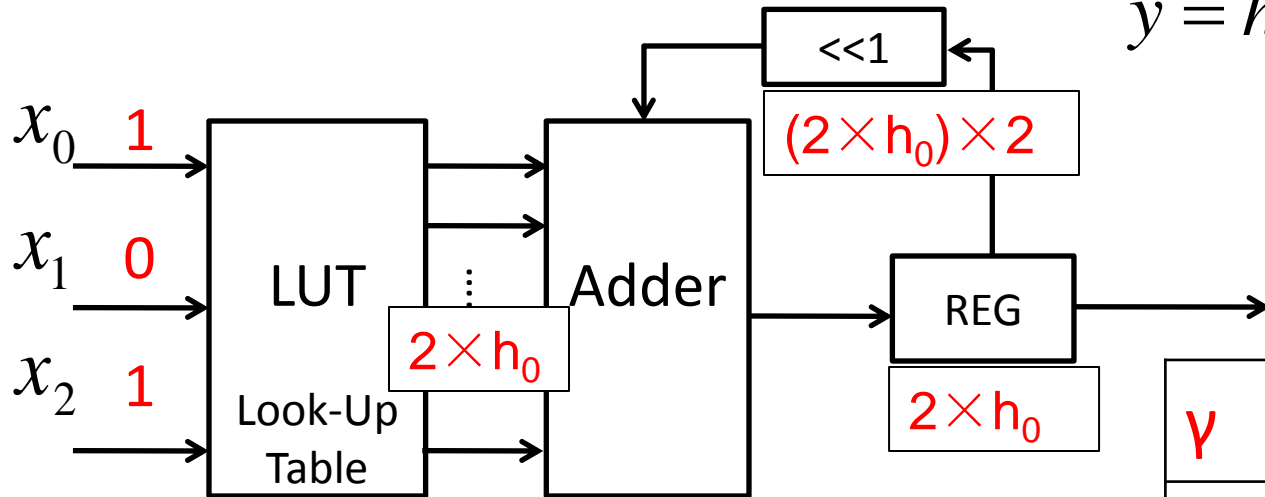 y = h
<<1
x₀ 1
(2×h₀)×2
x₁ 0
LUT
Adder
REG
2×h₀
x₂ 1
2×h₀
Look-Up
Table
γ